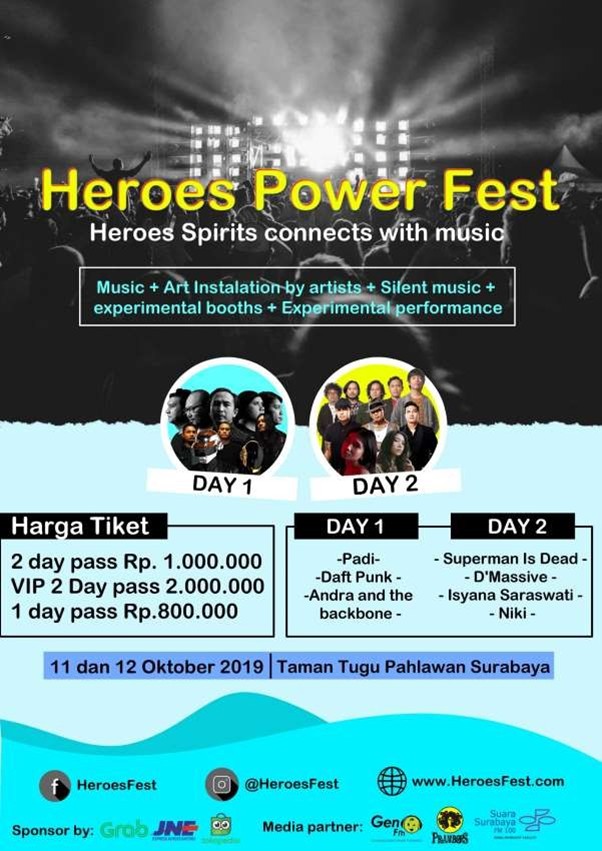 Heroes Power Fest
Heroes Spirits connects with music
Music + Art Instalation by artists + Silent music +
experimental booths + Experimental performance
DAY 1
DAY 2
Harga Tiket
2 day pass Rp. 1.000.000
VIP 2 Day pass 2.000.000
1 day pass Rp.800.000
DAY 1
-Padi-
-Daft Punk -
-Andra and the
backbone -
DAY 2
- Superman Is Dead -
- D'Massive -
- Isyana Saraswati -
- Niki -
11 dan 12 Oktober 2019 | Taman Tugu Pahlawan Surabaya
f HeroesFest
@HeroesFest
www.HeroesFest.com
Sponsor by: Grab JNE tokopedia
Media partner: Gen Fm
Suara
Surabaya
FM 100